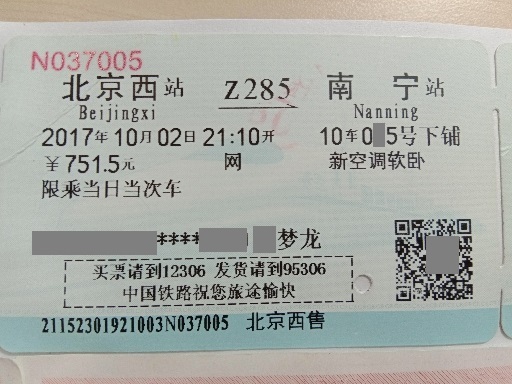 N037005
北京西站 Z285 南宁站
Beijingxi Nanning
2017年10月02日21:10开 10车0 5号下铺
￥751.5元 网 新空调软卧
限乘当日当次车
**** 梦龙
买票请到12306 发货请到95306
中国铁路祝您旅途愉快
21152301921003N037005 北京西售